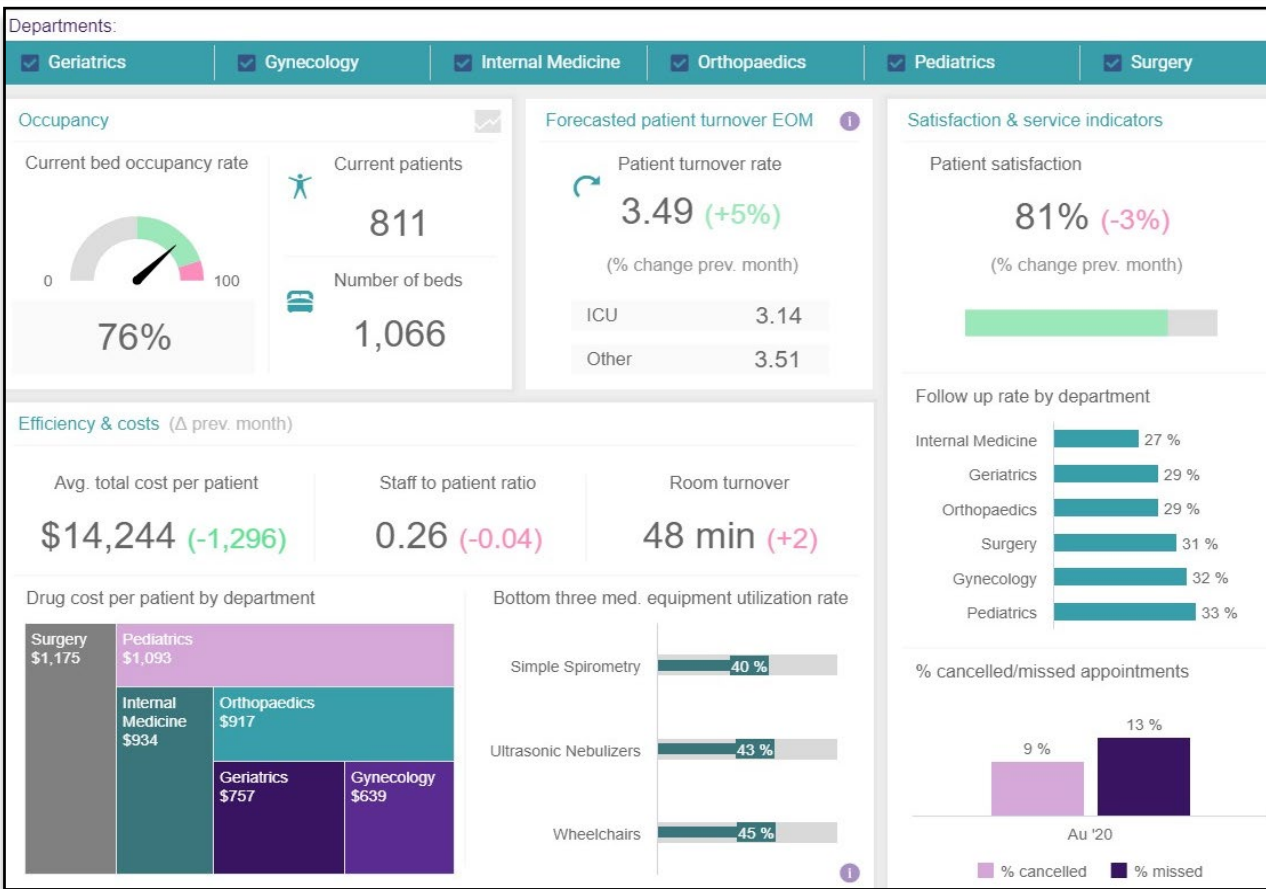 Departments:
Geriatrics
Gynecology
Internal Medicine
Orthopaedics
Pediatrics
Surgery
Occupancy
Current bed occupancy rate
0
100
76%
Current patients
811
Number of beds
1,066
Forecasted patient turnover EOM
i
Patient turnover rate
3.49 (+5%)
(% change prev. month)
ICU 3.14
Other 3.51
Satisfaction & service indicators
Patient satisfaction
81% (-3%)
(% change prev. month)
Follow up rate by department
Internal Medicine 27 %
Geriatrics 29 %
Orthopaedics 29 %
Surgery 31 %
Gynecology 32 %
Pediatrics 33 %
% cancelled/missed appointments
9 %
13 %
Au '20
% cancelled
% missed
Efficiency & costs (Δ prev. month)
Avg. total cost per patient
$14,244 (-1,296)
Staff to patient ratio
0.26 (-0.04)
Room turnover
48 min (+2)
Drug cost per patient by department
Surgery
$1,175
Pediatrics
$1,093
Internal
Medicine
$934
Orthopaedics
$917
Geriatrics
$757
Gynecology
$639
Bottom three med. equipment utilization rate
Simple Spirometry 40 %
Ultrasonic Nebulizers 43 %
Wheelchairs 45 %
i